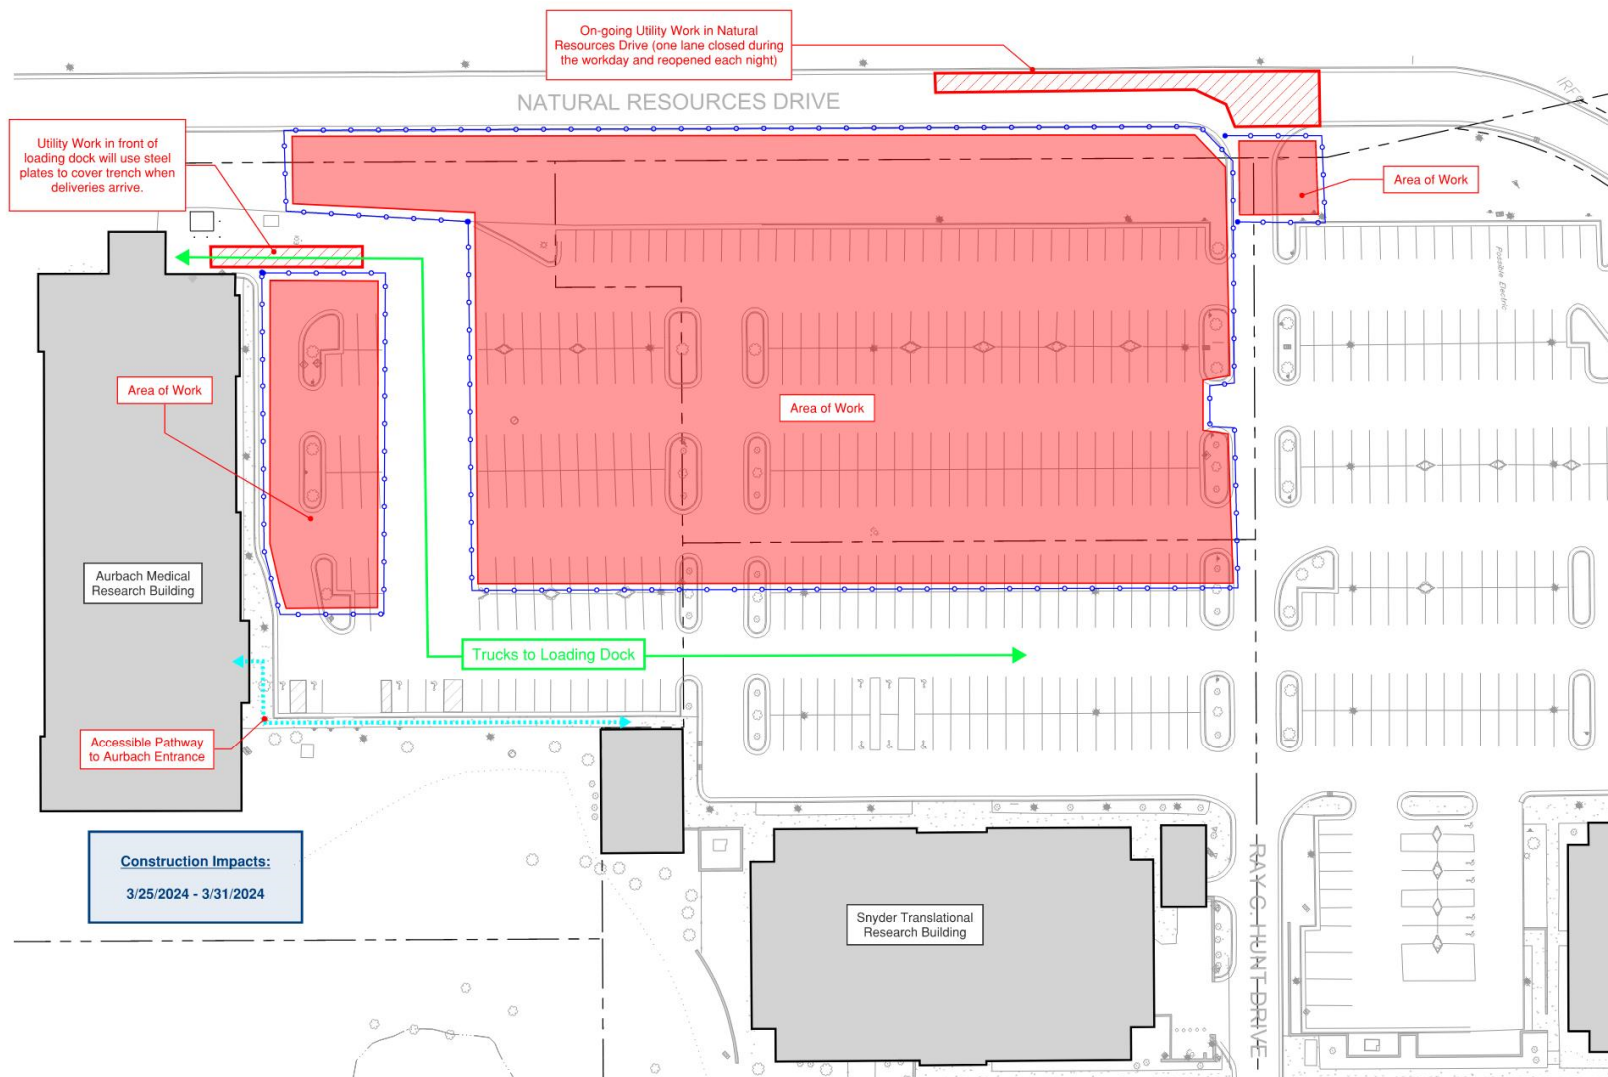 On-going Utility Work in Natural
Resources Drive (one lane closed during
the workday and reopened each night)
NATURAL RESOURCES DRIVE
Utility Work in front of
loading dock will use steel
plates to cover trench when
deliveries arrive.
Area of Work
Possible Electric
Area of Work
Area of Work
Aurbach Medical
Research Building
Trucks to Loading Dock
Accessible Pathway
to Aurbach Entrance
Construction Impacts:
3/25/2024 - 3/31/2024
Snyder Translational
Research Building
RAY C. HUNT DRIVE